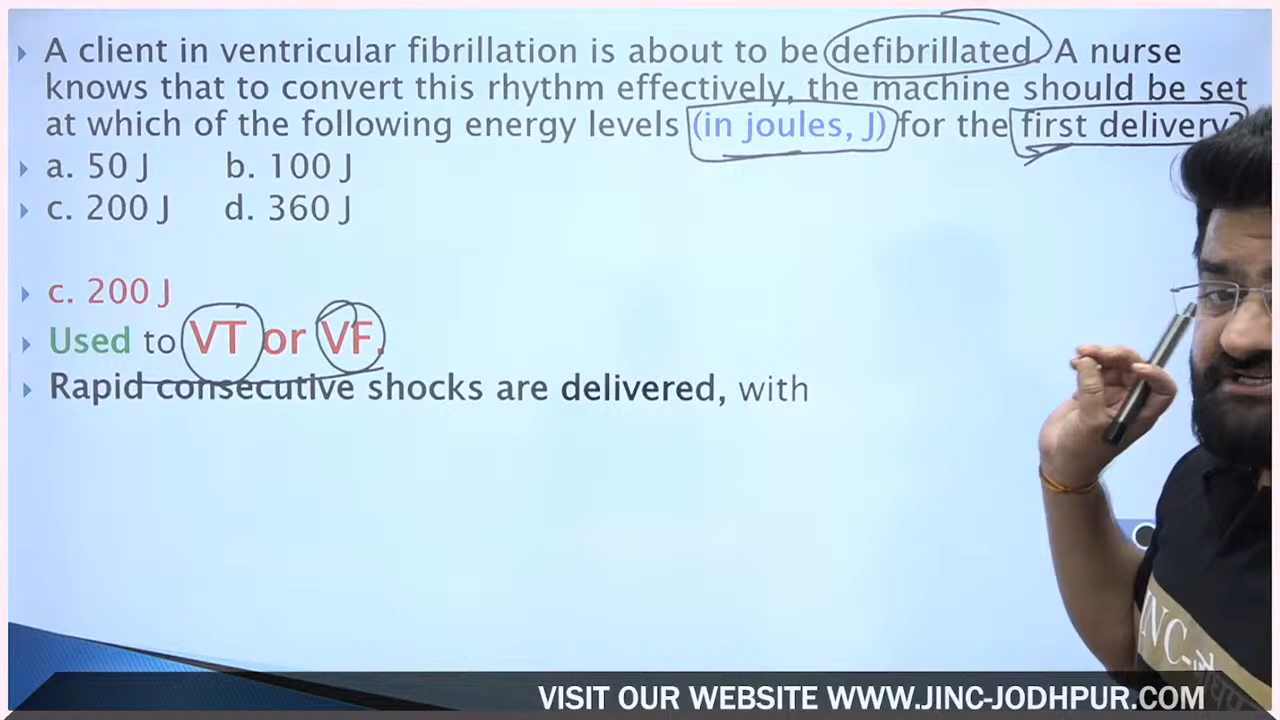 A client in ventricular fibrillation is about to be defibrillated. A nurse
knows that to convert this rhythm effectively, the machine should be set
at which of the following energy levels (in joules, J) for the first delivery?
a. 50 J b. 100 J
c. 200 J d. 360 J
c. 200 J
Used to VT or VF.
Rapid consecutive shocks are delivered, with
VISIT OUR WEBSITE WWW.JINC-JODHPUR.COM